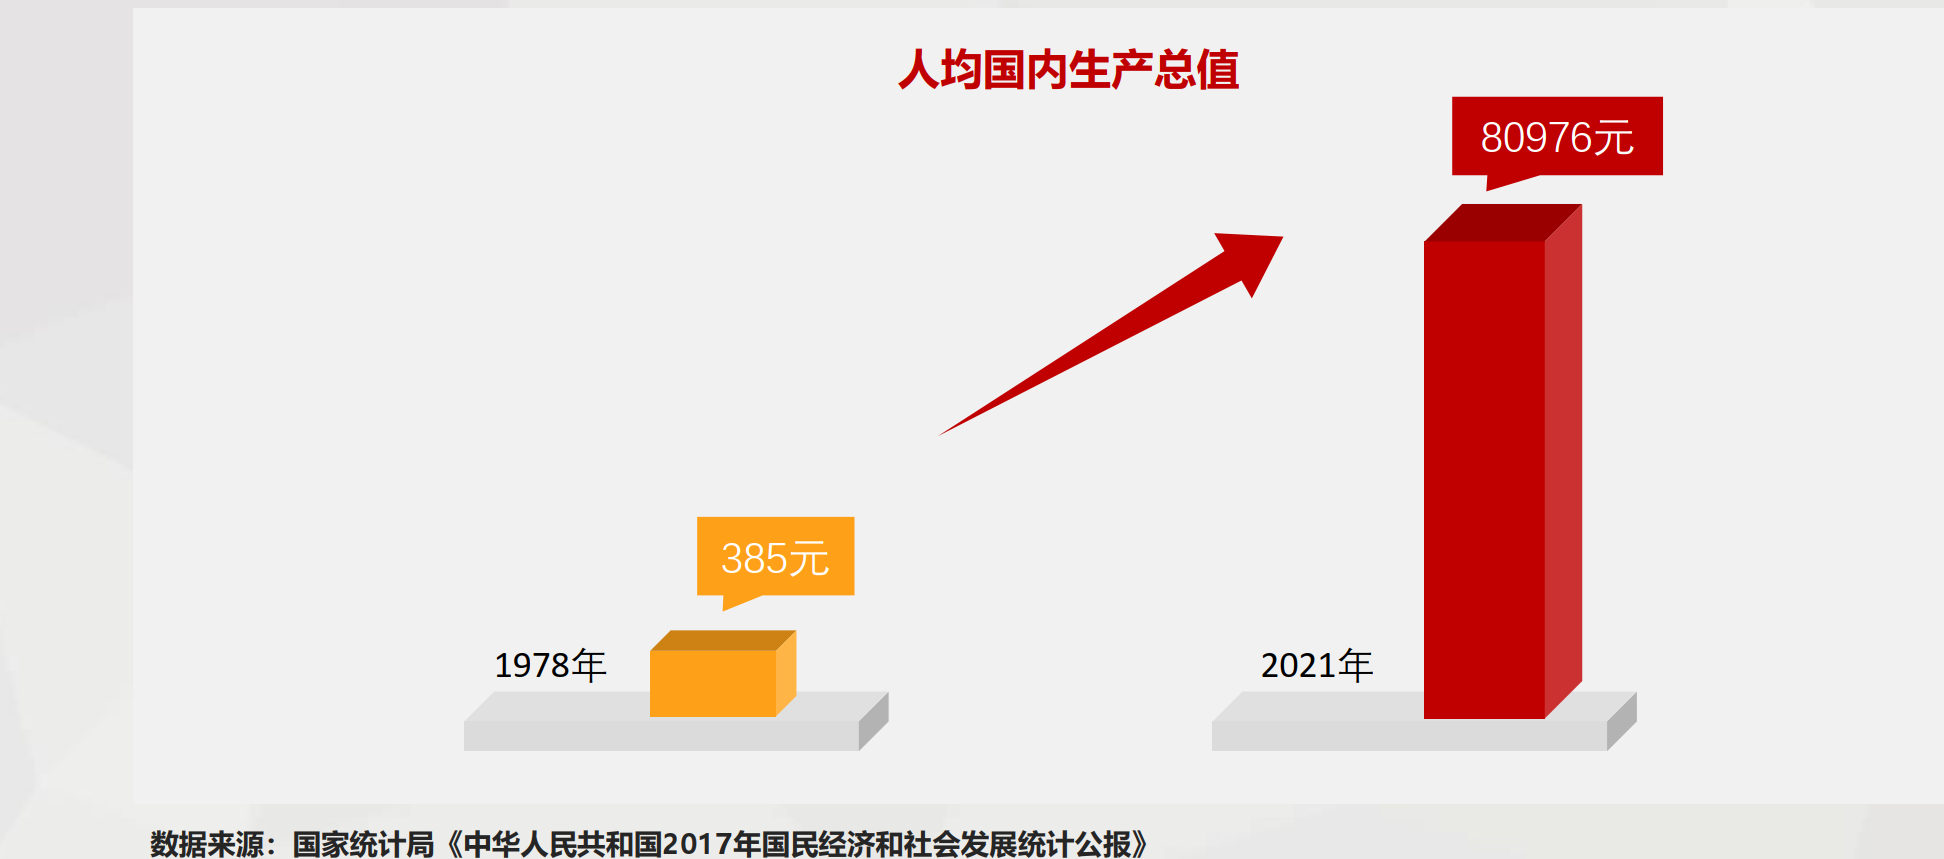 人均国内生产总值
80976元
385元
1978年
2021年
数据来源：国家统计局《中华人民共和国2017年国民经济和社会发展统计公报》